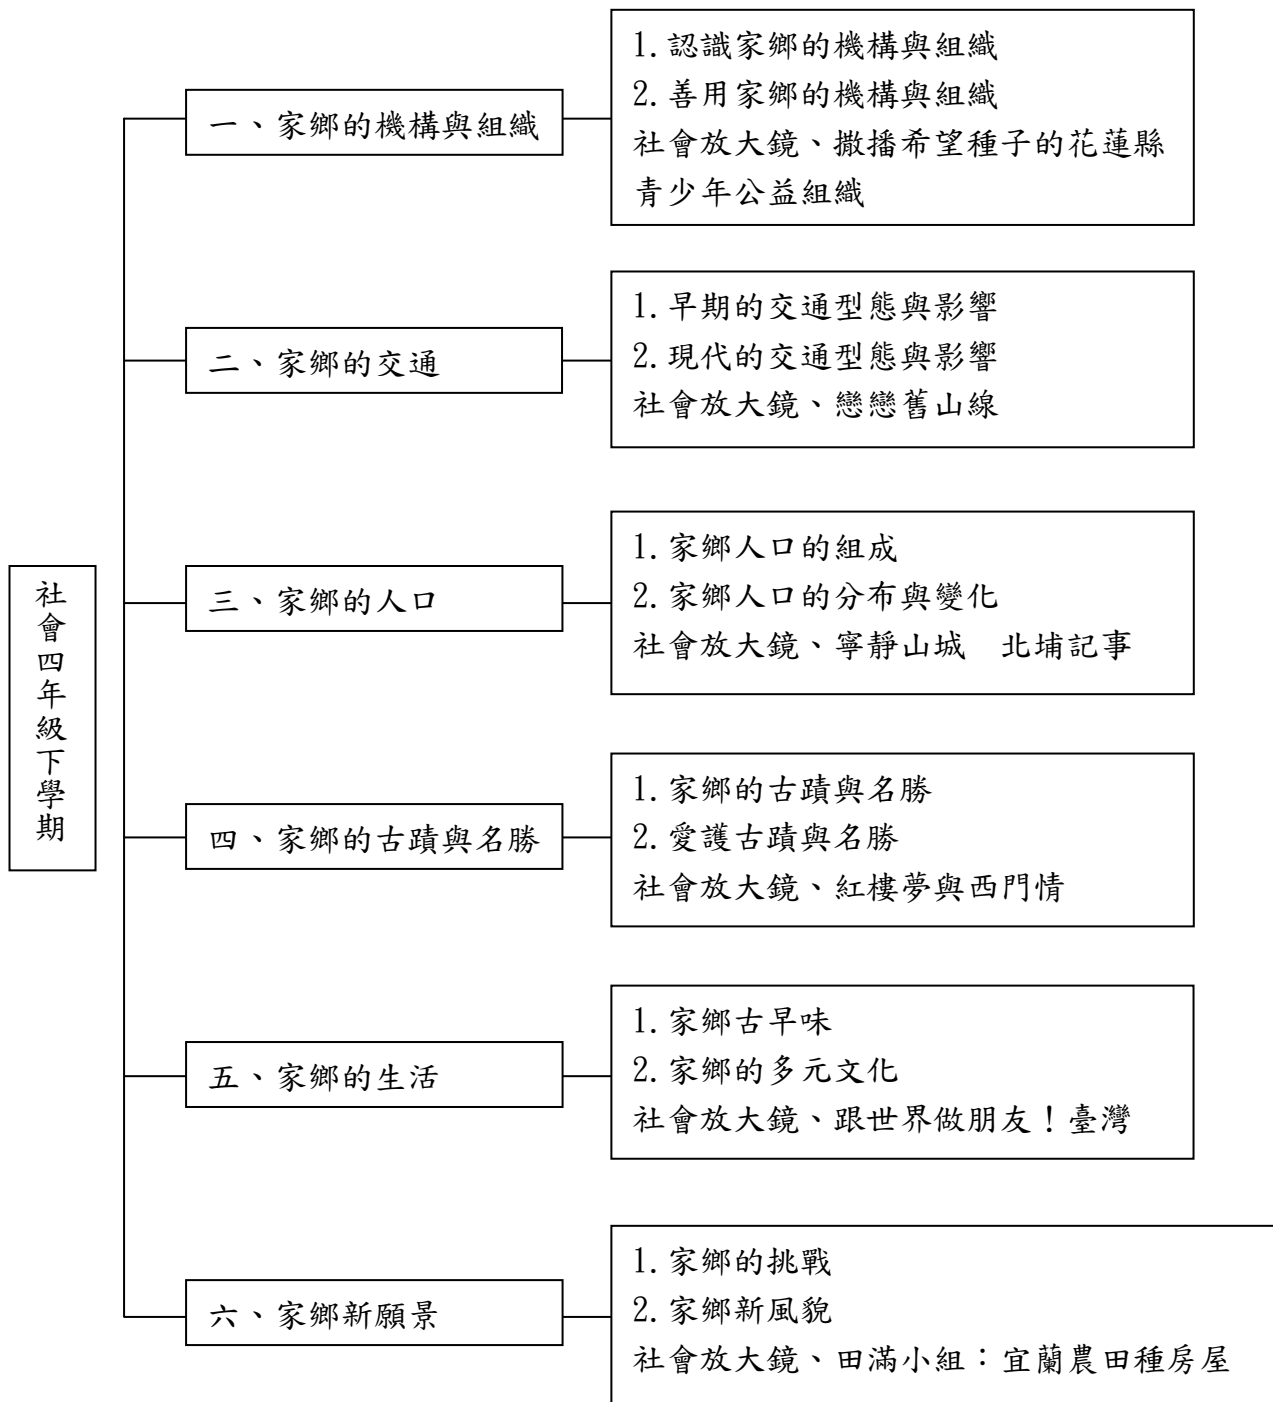 社會四年級下學期
一、家鄉的機構與組織
1.認識家鄉的機構與組織
2.善用家鄉的機構與組織
社會放大鏡、撒播希望種子的花蓮縣
青少年公益組織
二、家鄉的交通
1.早期的交通型態與影響
2.現代的交通型態與影響
社會放大鏡、戀戀舊山線
三、家鄉的人口
1.家鄉人口的組成
2.家鄉人口的分布與變化
社會放大鏡、寧靜山城　北埔記事
四、家鄉的古蹟與名勝
1.家鄉的古蹟與名勝
2.愛護古蹟與名勝
社會放大鏡、紅樓夢與西門情
五、家鄉的生活
1.家鄉古早味
2.家鄉的多元文化
社會放大鏡、跟世界做朋友！臺灣
六、家鄉新願景
1.家鄉的挑戰
2.家鄉新風貌
社會放大鏡、田滿小組：宜蘭農田種房屋